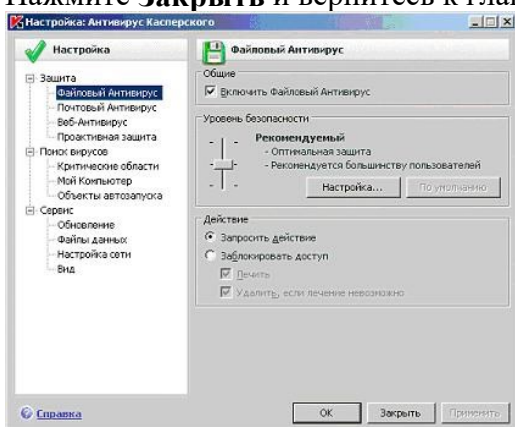 Нажмите Закрыть и вернитесь к гла
Настройка: Антивирус Касперского
Настройка
Защита
Файловый Антивирус
Почтовый Антивирус
Веб-Антивирус
Проактивная защита
Поиск вирусов
Критические области
Мой Компьютер
Объекты автозапуска
Сервис
Обновление
Файлы данных
Настройка сети
Вид
Справка
Файловый Антивирус
Общие
Включить Файловый Антивирус
Уровень безопасности
Рекомендуемый
- Оптимальная защита
- Рекомендуется большинству пользователей
Настройка... По умолчанию
Действие
Запросить действие
Заблокировать доступ
Лечить
Удалить, если лечение невозможно
ОК Закрыть Применить